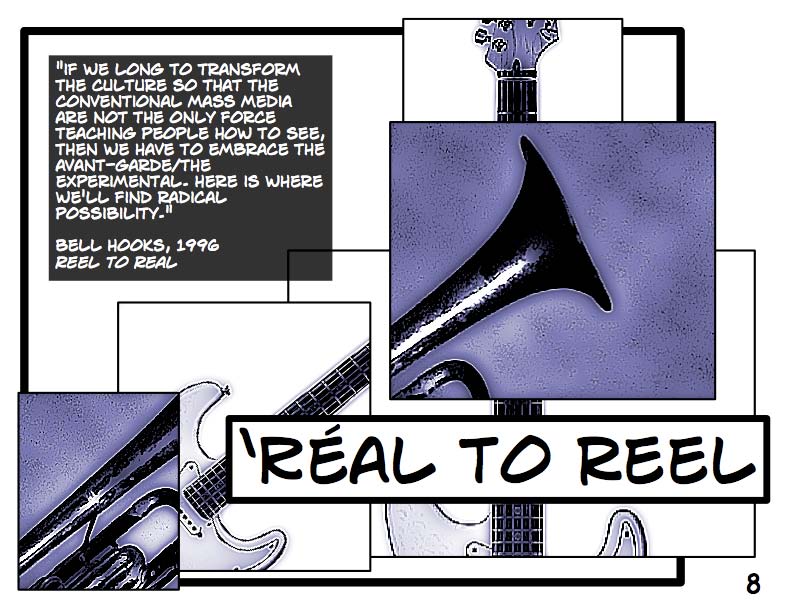 "IF WE LONG TO TRANSFORM
THE CULTURE SO THAT THE
CONVENTIONAL MASS MEDIA
ARE NOT THE ONLY FORCE
TEACHING PEOPLE HOW TO SEE,
THEN WE HAVE TO EMBRACE THE
AVANT-GARDE/THE
EXPERIMENTAL. HERE IS WHERE
WE'LL FIND RADICAL
POSSIBILITY."
BELL HOOKS, 1996
REEL TO REAL
‘RÉAL TO REEL
8